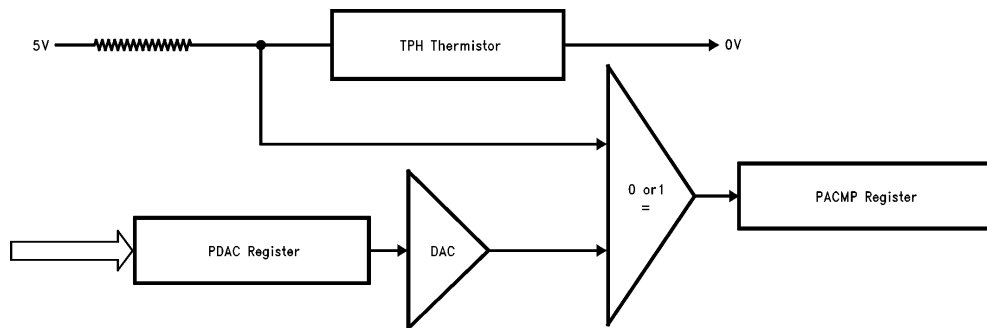 5V
TPH Thermistor
0V
0 or1
=
PACMP Register
PDAC Register
DAC